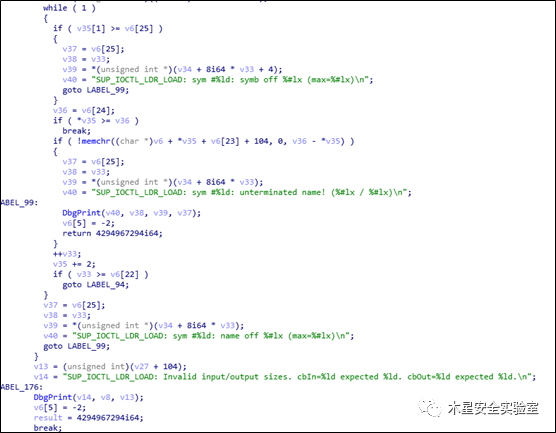 while ( 1 )
{
if ( v35[1] >= v6[25] )
{
v37 = v6[25];
v38 = v33;
v39 = *(unsigned int *)(v34 + 8i64 * v33 + 4);
v40 = "SUP_IOCTL_LDR_LOAD: sym #%ld: symb off %#lx (max=%#lx)\n";
goto LABEL_99;
}
v36 = v6[24];
if ( *v35 >= v36 )
break;
if ( !memchr((char *)v6 + *v35 + v6[23] + 104, 0, v36 - *v35) )
{
v37 = v6[25];
v38 = v33;
v39 = *(unsigned int *)(v34 + 8i64 * v33);
v40 = "SUP_IOCTL_LDR_LOAD: sym #%ld: unterminated name! (%#lx / %#lx)\n";
ABEL_99:
DbgPrint(v40, v38, v39, v37);
v6[5] = -2;
return 4294967294i64;
}
++v33;
v35 += 2;
if ( v33 >= v6[22] )
goto LABEL_94;
}
v37 = v6[25];
v38 = v33;
v39 = *(unsigned int *)(v34 + 8i64 * v33);
v40 = "SUP_IOCTL_LDR_LOAD: sym #%ld: name off %#lx (max=%#lx)\n";
goto LABEL_99;
}
v13 = (unsigned int)(v27 + 104);
v14 = "SUP_IOCTL_LDR_LOAD: Invalid input/output sizes. cbIn=%ld expected %ld. cbOut=%ld expected %ld.\n";
ABEL_176:
DbgPrint(v14, v8, v13);
v6[5] = -2;
result = 4294967294i64;
break;
木星安全实验室